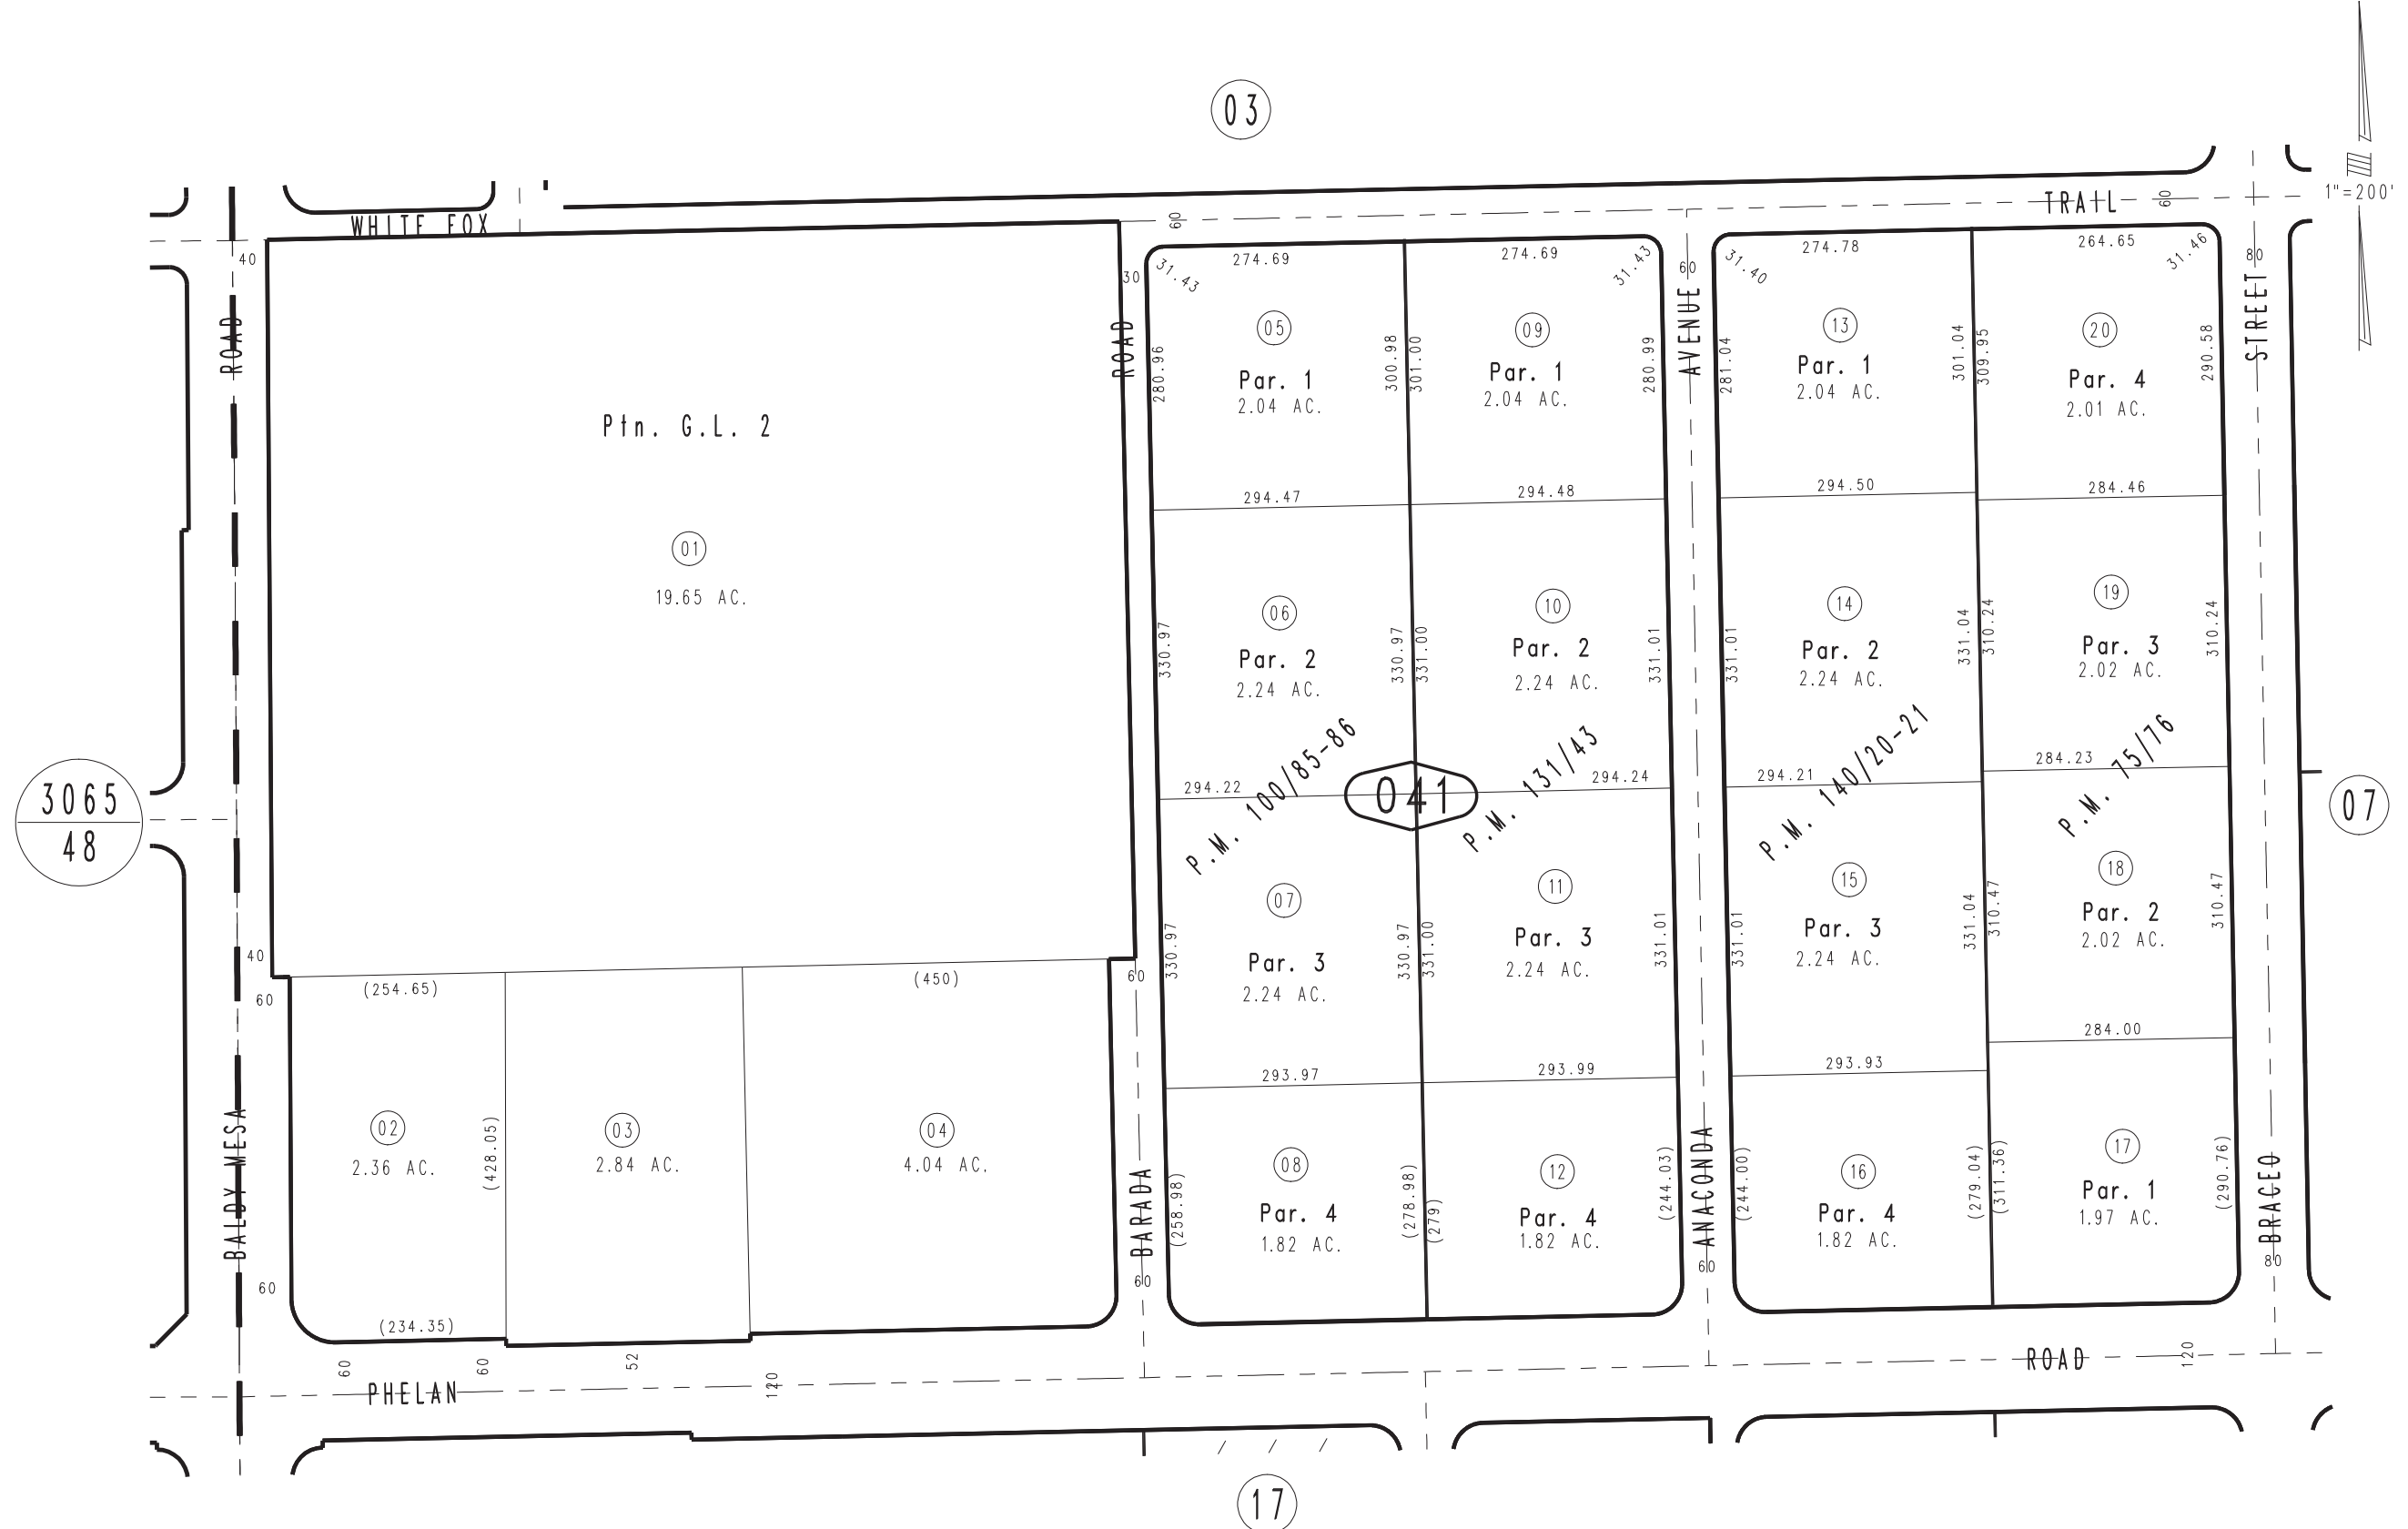 03
1"=200'
WHITE FOX
TRAIL
60
60
40
ROAD
30
ROAD
60
AVENUE
80
STREET
Ptn. G.L. 2
01
19.65 AC.
274.69
31.43
280.96
05
Par. 1
2.04 AC.
300.98
294.47
274.69
31.43
301.00
09
Par. 1
2.04 AC.
280.99
294.48
274.78
31.40
281.04
13
Par. 1
2.04 AC.
301.04
294.50
264.65
31.46
309.95
20
Par. 4
2.01 AC.
290.58
284.46
330.97
06
Par. 2
2.24 AC.
330.97
294.22
331.00
10
Par. 2
2.24 AC.
331.01
294.24
331.01
14
Par. 2
2.24 AC.
331.04
294.21
310.24
19
Par. 3
2.02 AC.
310.24
284.23
P.M. 100/85-86
041
P.M. 131/43
P.M. 140/20-21
P.M. 75/76
3065
48
07
330.97
07
Par. 3
2.24 AC.
330.97
293.97
331.00
11
Par. 3
2.24 AC.
331.01
293.99
331.01
15
Par. 3
2.24 AC.
331.04
293.93
310.47
18
Par. 2
2.02 AC.
310.47
284.00
40
60
(254.65)
(450)
60
02
2.36 AC.
(428.05)
03
2.84 AC.
04
4.04 AC.
(258.98)
08
Par. 4
1.82 AC.
(278.98)
(279)
12
Par. 4
1.82 AC.
(244.03)
(244.00)
16
Par. 4
1.82 AC.
(279.04)
(311.36)
17
Par. 1
1.97 AC.
(290.76)
BALDY MESA
BARADA
ANACONDA
BRACEO
60
60
60
80
(234.35)
60
60
52
120
PHELAN
ROAD
120
17